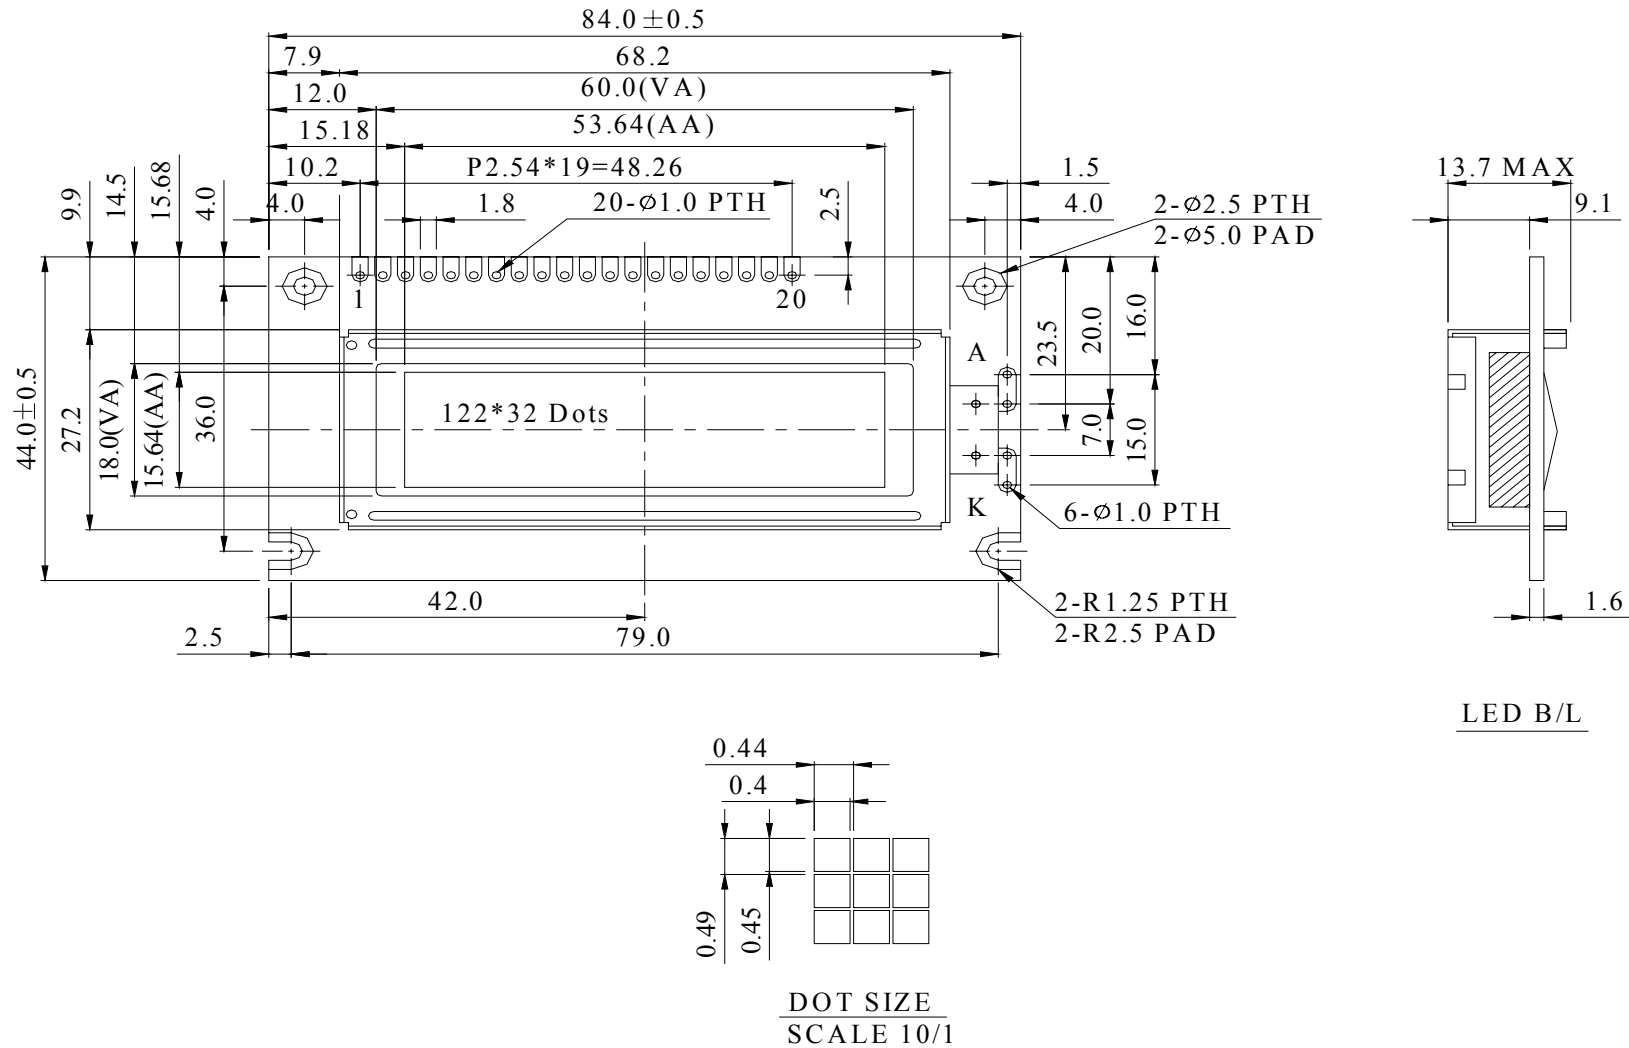 84.0±0.5
7.9
68.2
12.0
60.0(VA)
15.18
53.64(AA)
10.2
P2.54*19=48.26
4.0
1.8
20-Ø1.0 PTH
2.5
1.5
4.0
2-Ø2.5 PTH
2-Ø5.0 PAD
13.7 MAX
9.1
9.9
14.5
15.68
4.0
1
20
A
K
122*32 Dots
44.0±0.5
27.2
18.0(VA)
15.64(AA)
36.0
23.5
20.0
16.0
7.0
15.0
6-Ø1.0 PTH
2-R1.25 PTH
2-R2.5 PAD
42.0
2.5
79.0
1.6
LED B/L
0.44
0.4
0.49
0.45
DOT SIZE
SCALE 10/1